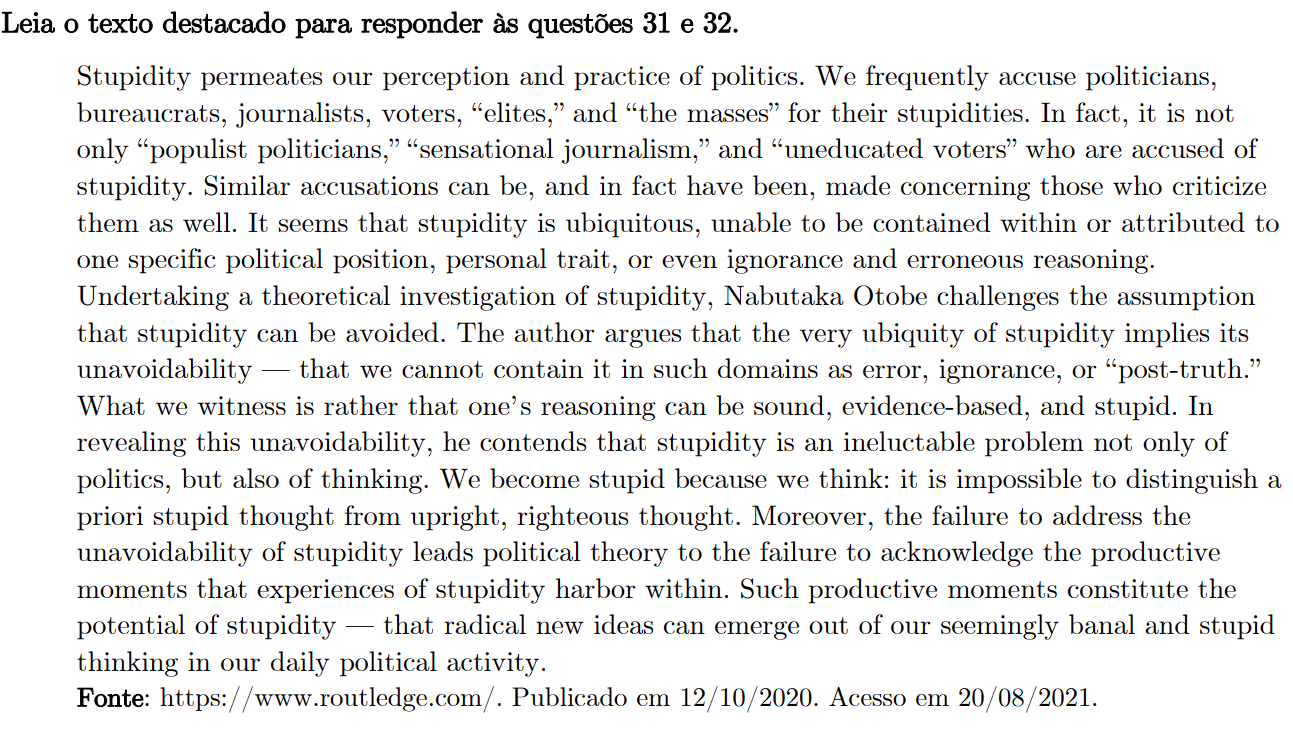 Leia o texto destacado para responder às questões 31 e 32.
Stupidity permeates our perception and practice of politics. We frequently accuse politicians,
bureaucrats, journalists, voters, “elites,” and “the masses” for their stupidities. In fact, it is not
only “populist politicians,” “sensational journalism,” and “uneducated voters” who are accused of
stupidity. Similar accusations can be, and in fact have been, made concerning those who criticize
them as well. It seems that stupidity is ubiquitous, unable to be contained within or attributed to
one specific political position, personal trait, or even ignorance and erroneous reasoning.
Undertaking a theoretical investigation of stupidity, Nabutaka Otobe challenges the assumption
that stupidity can be avoided. The author argues that the very ubiquity of stupidity implies its
unavoidability — that we cannot contain it in such domains as error, ignorance, or “post-truth.”
What we witness is rather that one’s reasoning can be sound, evidence-based, and stupid. In
revealing this unavoidability, he contends that stupidity is an ineluctable problem not only of
politics, but also of thinking. We become stupid because we think: it is impossible to distinguish a
priori stupid thought from upright, righteous thought. Moreover, the failure to address the
unavoidability of stupidity leads political theory to the failure to acknowledge the productive
moments that experiences of stupidity harbor within. Such productive moments constitute the
potential of stupidity — that radical new ideas can emerge out of our seemingly banal and stupid
thinking in our daily political activity.
Fonte: https://www.routledge.com/. Publicado em 12/10/2020. Acesso em 20/08/2021.